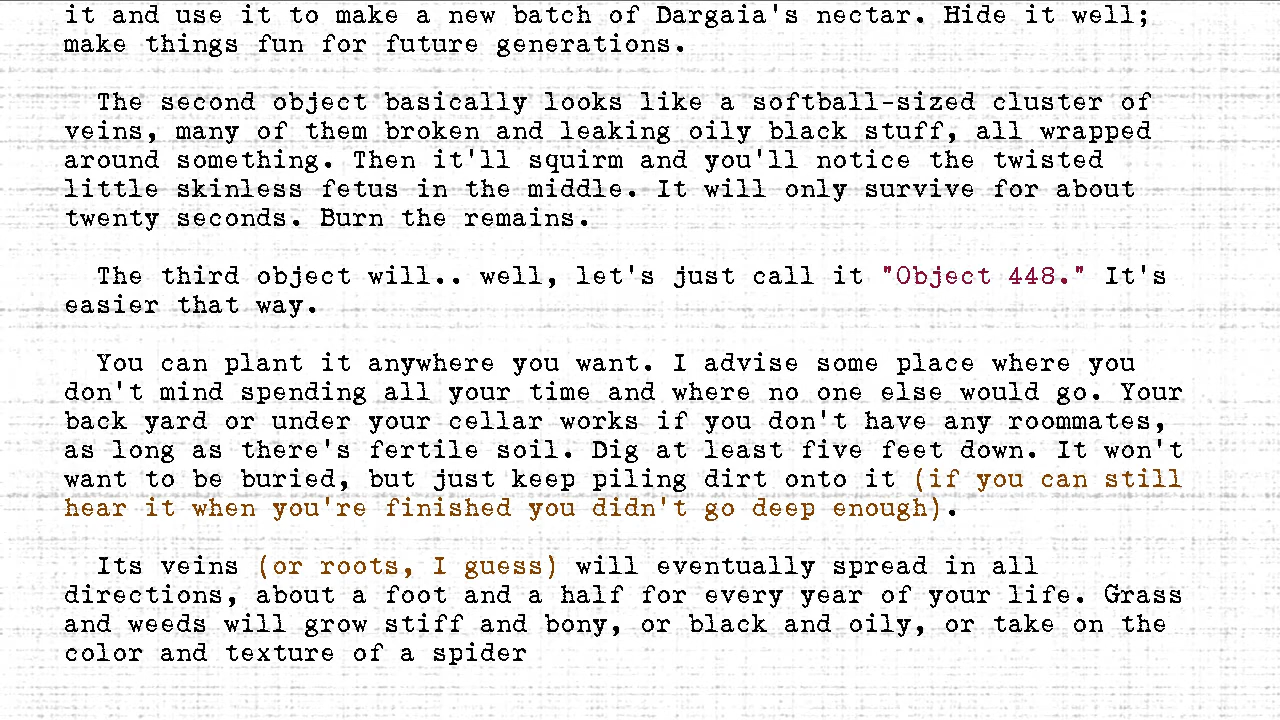 it and use it to make a new batch of Dargaia's nectar. Hide it well;
make things fun for future generations.
The second object basically looks like a softball-sized cluster of
veins, many of them broken and leaking oily black stuff, all wrapped
around something. Then it'll squirm and you'll notice the twisted
little skinless fetus in the middle. It will only survive for about
twenty seconds. Burn the remains.
The third object will.. well, let's just call it "Object 448." It's
easier that way.
You can plant it anywhere you want. I advise some place where you
don't mind spending all your time and where no one else would go. Your
back yard or under your cellar works if you don't have any roommates,
as long as there's fertile soil. Dig at least five feet down. It won't
want to be buried, but just keep piling dirt onto it (if you can still
hear it when you're finished you didn't go deep enough).
Its veins (or roots, I guess) will eventually spread in all
directions, about a foot and a half for every year of your life. Grass
and weeds will grow stiff and bony, or black and oily, or take on the
color and texture of a spider